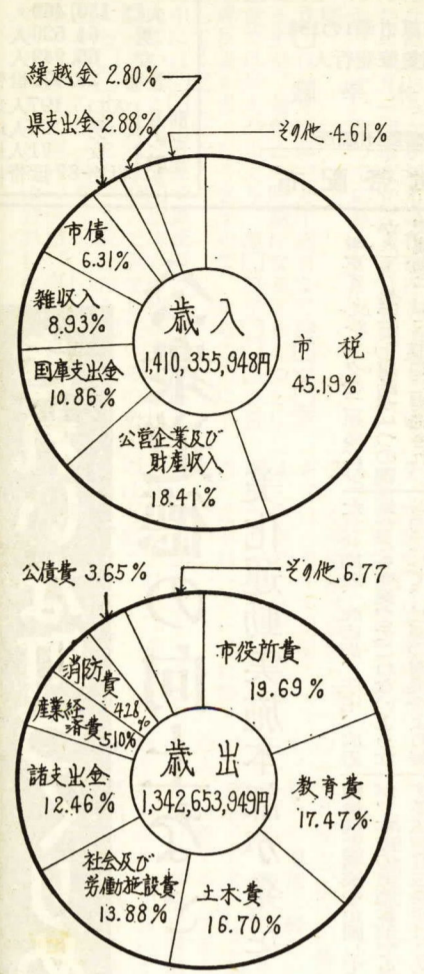 繰越金 2.80%
県支出金 2.88%
その他 4.61%
市債
6.31%
雑収入
8.93%
国庫支出金
10.86%
公営企業及び
財産収入
18.41%
市税
45.19%
歳入
1,410,355,948円
公債費 3.65%
その他 6.77
消防費
4.28%
産業経
済費
5.10%
諸支出金
12.46%
社会及び
労働施設費
13.88%
土木費
16.70%
教育費
17.47%
市役所費
19.69%
歳出
1,342,653,949円